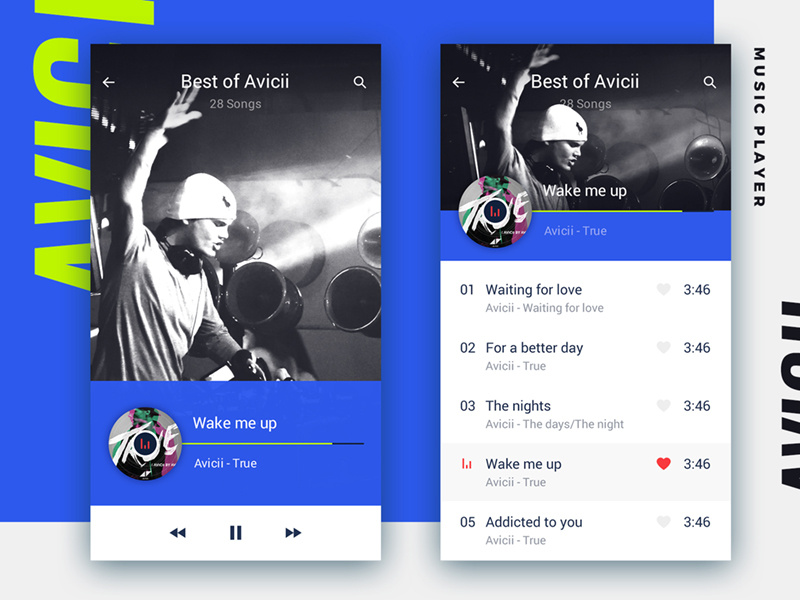 AVICI
Best of Avicii
28 Songs
TRUE
Wake me up
Avicii - True
Best of Avicii
28 Songs
TRUE
Wake me up
Avicii - True
01 Waiting for love 3:46
Avicii - Waiting for love
02 For a better day 3:46
Avicii - True
03 The nights 3:46
Avicii - The days/The night
Wake me up 3:46
Avicii - True
05 Addicted to you 3:46
Avicii - True
MUSIC PLAYER
AVI